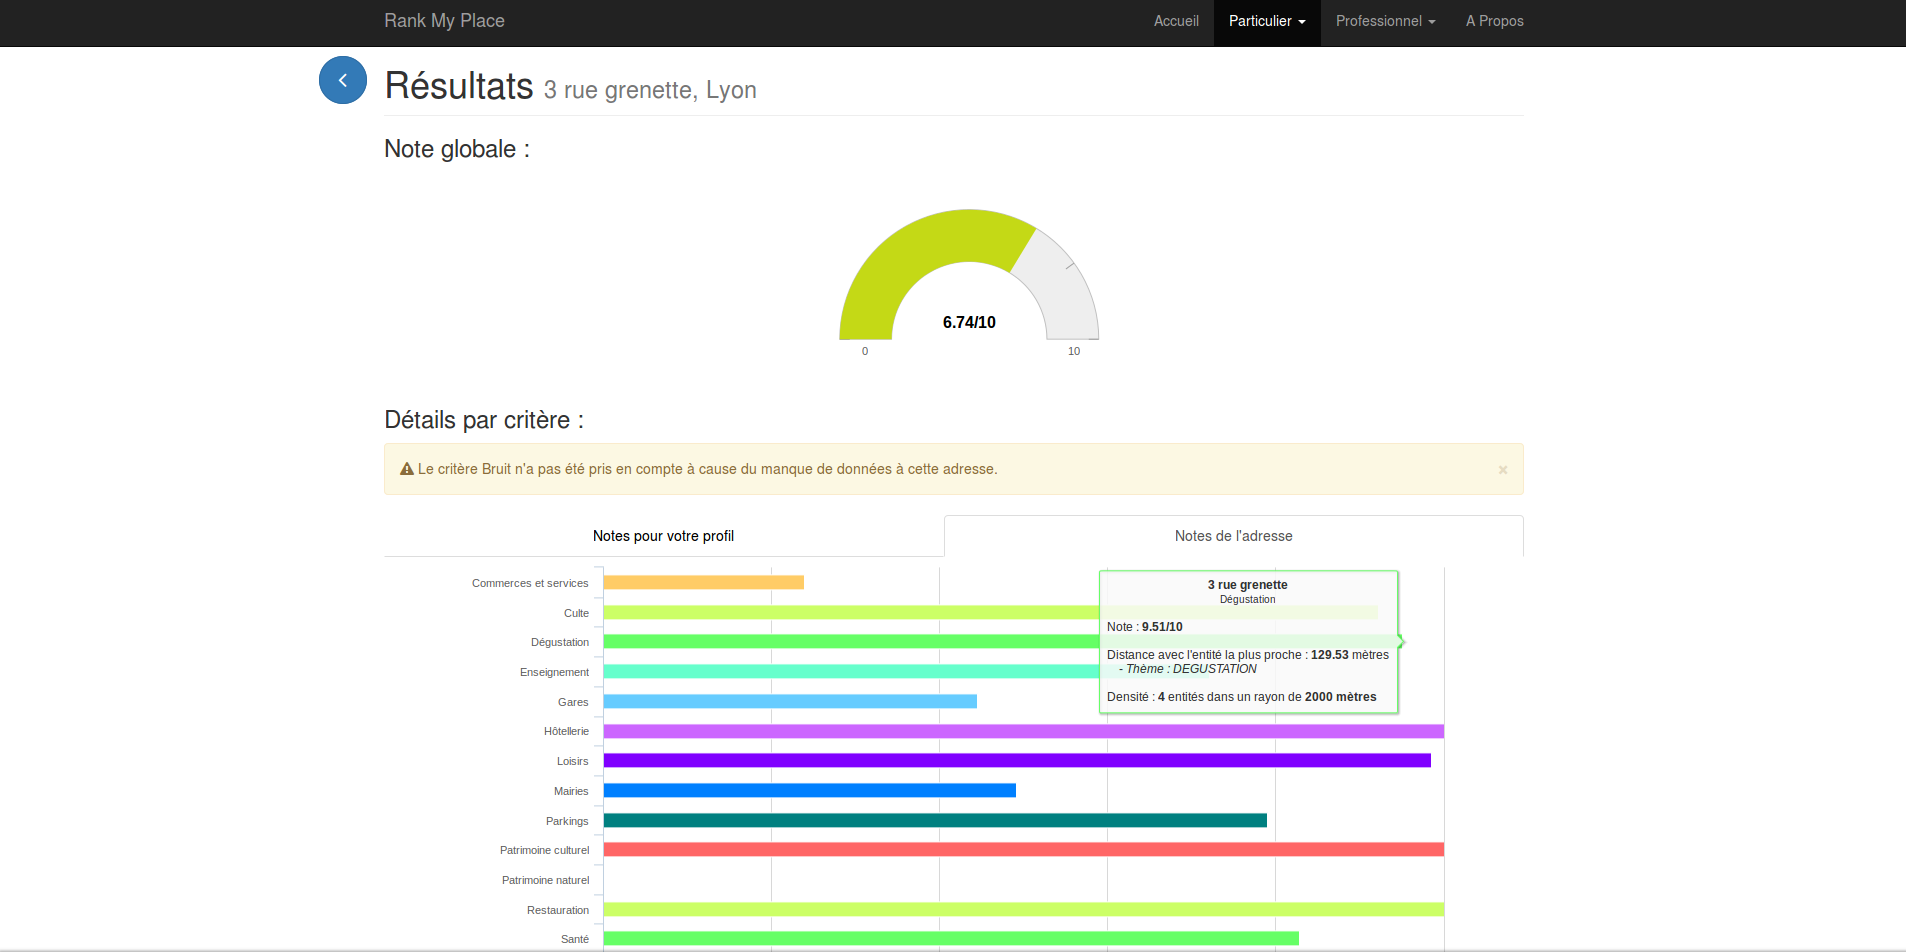 Rank My Place Accueil Particulier Professionnel A Propos
Résultats 3 rue grenette, Lyon
Note globale :
6.74/10
0 10
Détails par critère :
Le critère Bruit n'a pas été pris en compte à cause du manque de données à cette adresse. ×
Notes pour votre profil Notes de l'adresse
Commerces et services
Culte
Dégustation
Enseignement
Gares
Hôtellerie
Loisirs
Mairies
Parkings
Patrimoine culturel
Patrimoine naturel
Restauration
Santé
3 rue grenette
Dégustation
Note : 9.51/10
Distance avec l'entité la plus proche : 129.53 mètres
- Thème : DEGUSTATION
Densité : 4 entités dans un rayon de 2000 mètres